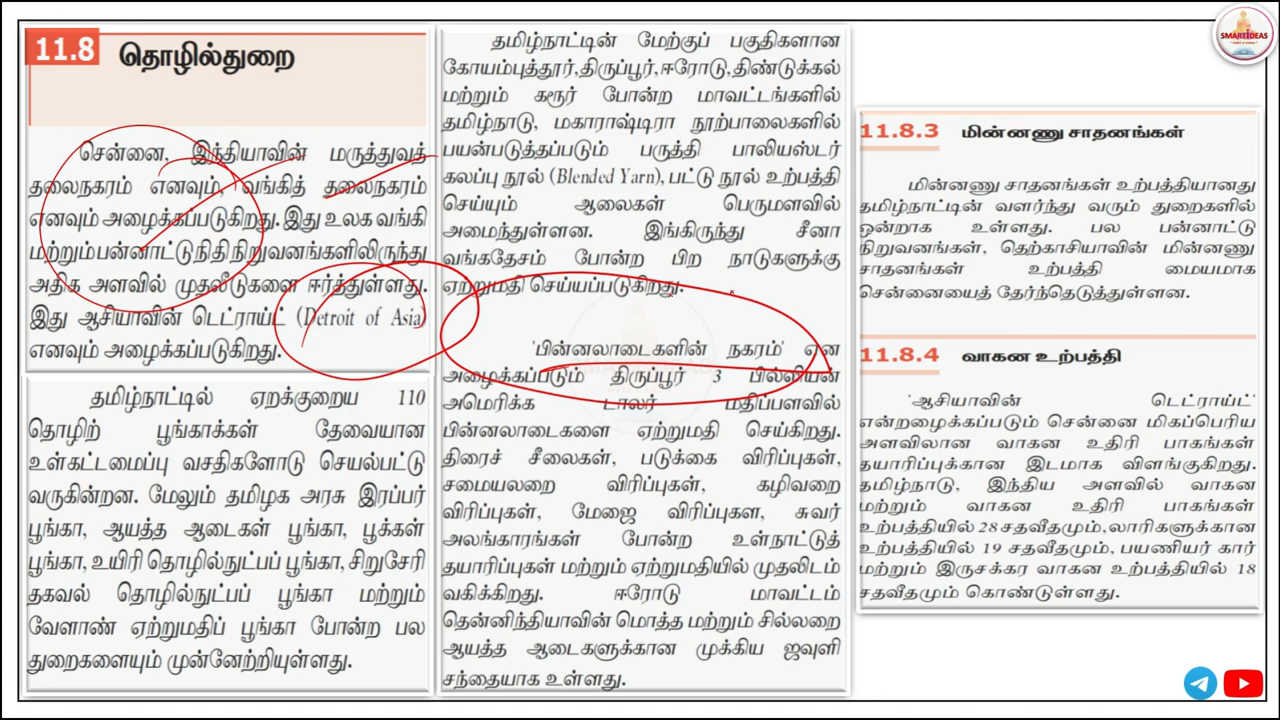 11.8 தொழில்துறை
சென்னை, இந்தியாவின் மருத்துவத்
தலைநகரம் எனவும், வங்கித் தலைநகரம்
எனவும் அழைக்கப்படுகிறது. இது உலக வங்கி
மற்றும் பன்னாட்டு நிதி நிறுவனங்களிலிருந்து
அதிக அளவில் முதலீடுகளை ஈர்த்துள்ளது.
இது ஆசியாவின் டெட்ராய்ட் (Detroit of Asia)
எனவும் அழைக்கப்படுகிறது.
தமிழ்நாட்டில் ஏறக்குறைய 110
தொழிற் பூங்காக்கள் தேவையான
உள்கட்டமைப்பு வசதிகளோடு செயல்பட்டு
வருகின்றன. மேலும் தமிழக அரசு இரப்பர்
பூங்கா, ஆயத்த ஆடைகள் பூங்கா, பூக்கள்
பூங்கா, உயிரி தொழில்நுட்பப் பூங்கா, சிறுசேரி
தகவல் தொழில்நுட்பப் பூங்கா மற்றும்
வேளாண் ஏற்றுமதிப் பூங்கா போன்ற பல
துறைகளையும் முன்னேற்றியுள்ளது.
தமிழ்நாட்டின் மேற்குப் பகுதிகளான
கோயம்புத்தூர், திருப்பூர், ஈரோடு, திண்டுக்கல்
மற்றும் கரூர் போன்ற மாவட்டங்களில்
தமிழ்நாடு, மகாராஷ்டிரா நூற்பாலைகளில்
பயன்படுத்தப்படும் பருத்தி பாலியஸ்டர்
கலப்பு நூல் (Blended Yarn), பட்டு நூல் உற்பத்தி
செய்யும் ஆலைகள் பெருமளவில்
அமைந்துள்ளன. இங்கிருந்து சீனா
வங்கதேசம் போன்ற பிற நாடுகளுக்கு
ஏற்றுமதி செய்யப்படுகிறது.
'பின்னலாடைகளின் நகரம்' என
அழைக்கப்படும் திருப்பூர் 3 பில்லியன்
அமெரிக்க டாலர் மதிப்பளவில்
பின்னலாடைகளை ஏற்றுமதி செய்கிறது.
திரைச் சீலைகள், படுக்கை விரிப்புகள்,
சமையலறை விரிப்புகள், கழிவறை
விரிப்புகள், மேஜை விரிப்புகள, சுவர்
அலங்காரங்கள் போன்ற உள்நாட்டுத்
தயாரிப்புகள் மற்றும் ஏற்றுமதியில் முதலிடம்
வகிக்கிறது. ஈரோடு மாவட்டம்
தென்னிந்தியாவின் மொத்த மற்றும் சில்லறை
ஆயத்த ஆடைகளுக்கான முக்கிய ஜவுளி
சந்தையாக உள்ளது.
11.8.3 மின்னணு சாதனங்கள்
மின்னணு சாதனங்கள் உற்பத்தியானது
தமிழ்நாட்டின் வளர்ந்து வரும் துறைகளில்
ஒன்றாக உள்ளது. பல பன்னாட்டு
நிறுவனங்கள், தெற்காசியாவின் மின்னணு
சாதனங்கள் உற்பத்தி மையமாக
சென்னையைத் தேர்ந்தெடுத்துள்ளன.
11.8.4 வாகன உற்பத்தி
'ஆசியாவின் டெட்ராய்ட்'
என்றழைக்கப்படும் சென்னை மிகப்பெரிய
அளவிலான வாகன உதிரி பாகங்கள்
தயாரிப்புக்கான இடமாக விளங்குகிறது.
தமிழ்நாடு, இந்திய அளவில் வாகன
மற்றும் வாகன உதிரி பாகங்கள்
உற்பத்தியில் 28 சதவீதமும், லாரிகளுக்கான
உற்பத்தியில் 19 சதவீதமும், பயணியர் கார்
மற்றும் இருசக்கர வாகன உற்பத்தியில் 18
சதவீதமும் கொண்டுள்ளது.
SMARTIDEAS